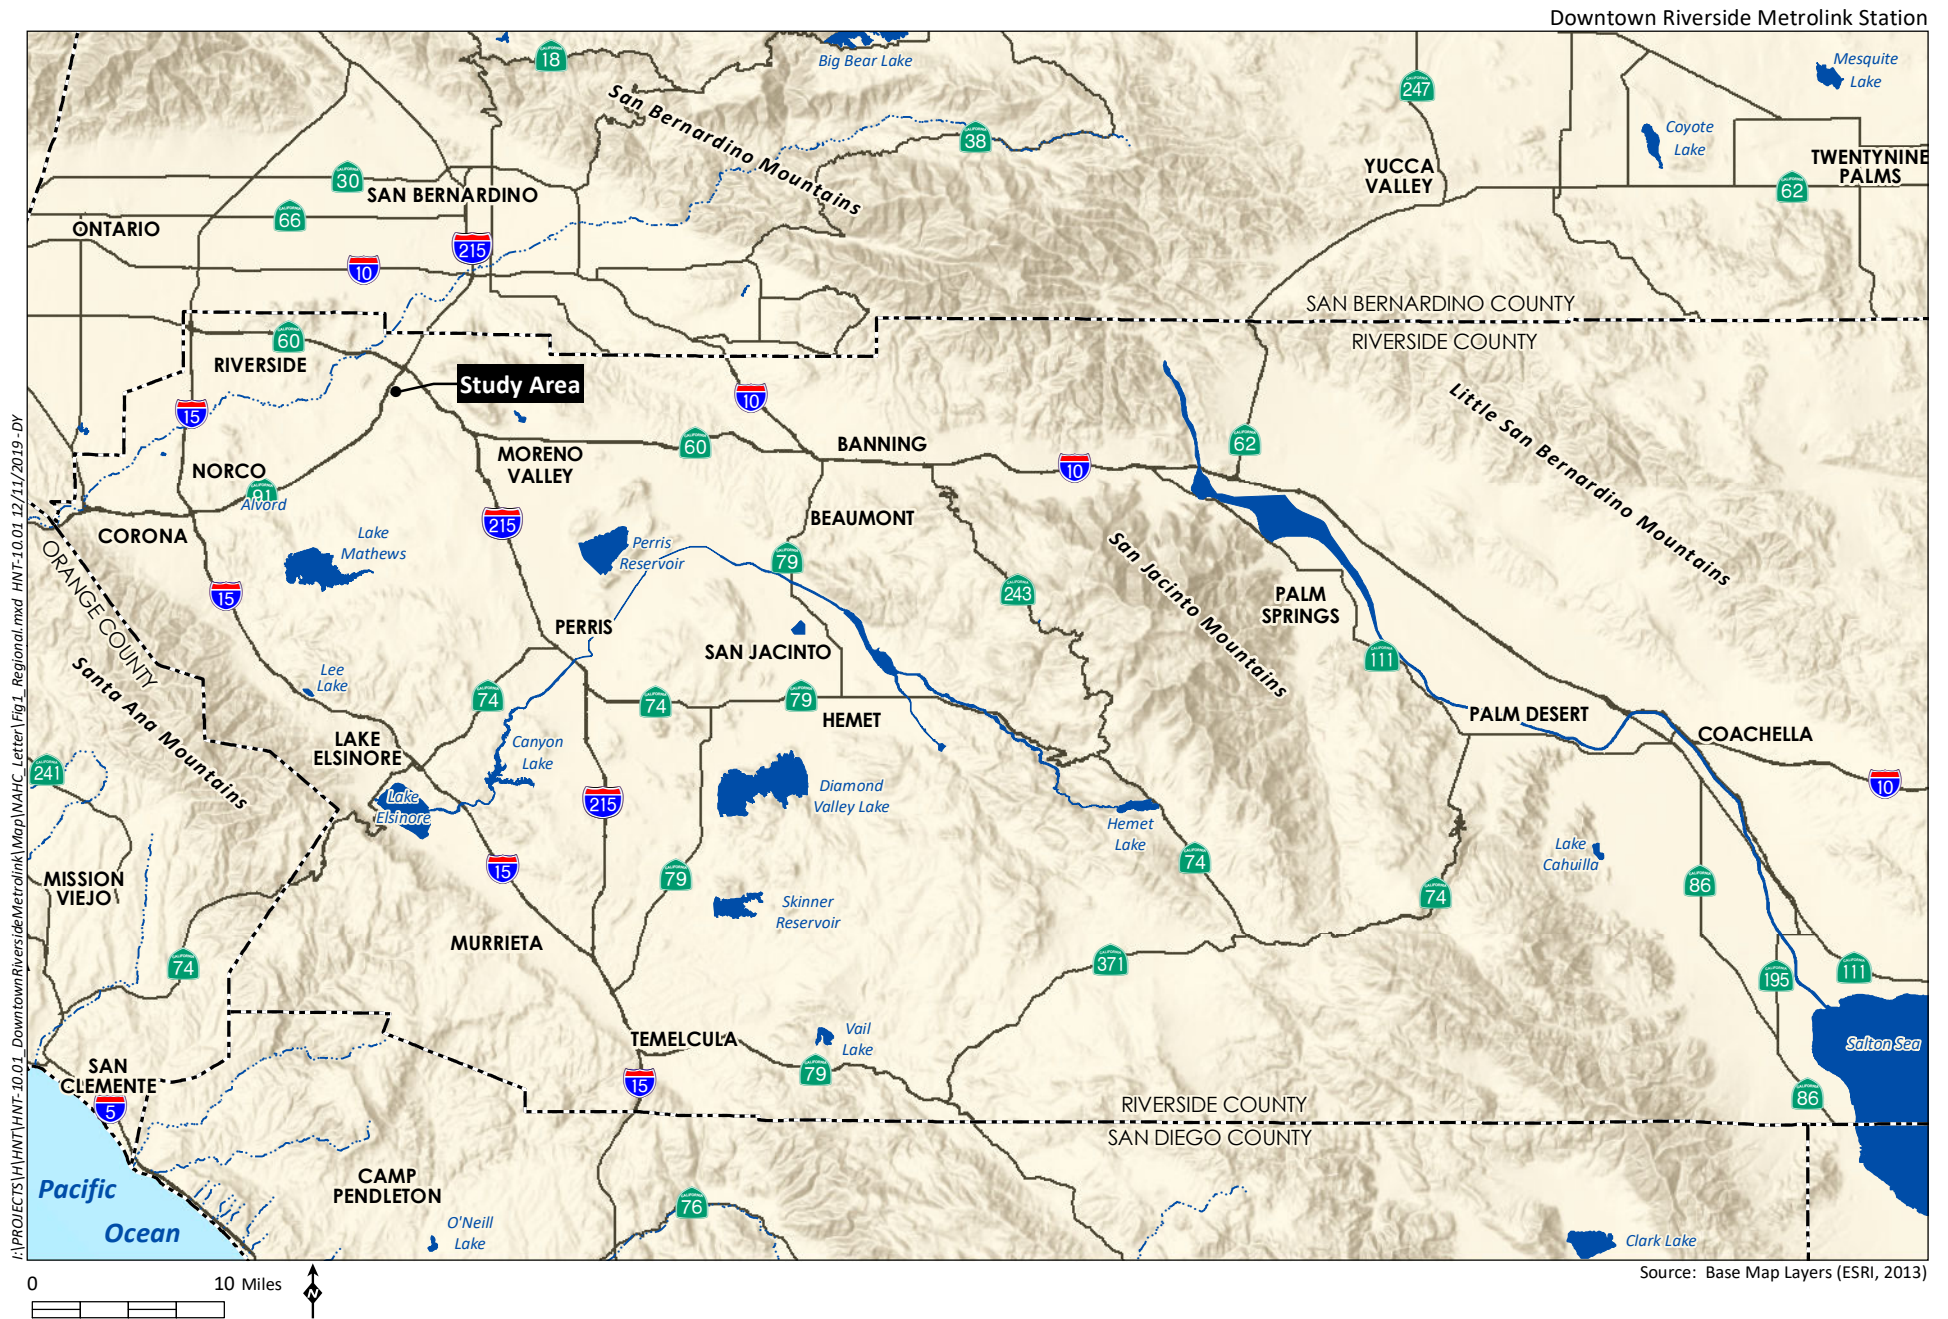 Downtown Riverside Metrolink Station
18
Big Bear Lake
Mesquite
Lake
247
San Bernardino Mountains
38
Coyote
Lake
YUCCA
VALLEY
TWENTYNINE
PALMS
62
30
SAN BERNARDINO
66
ONTARIO
215
10
SAN BERNARDINO COUNTY
RIVERSIDE COUNTY
60
RIVERSIDE
Study Area
15
10
Little San Bernardino Mountains
62
60
BANNING
MORENO
VALLEY
10
NORCO
91
Alvord
CORONA
215
BEAUMONT
Lake
Mathews
Perris
Reservoir
79
ORANGE COUNTY
San Jacinto Mountains
15
243
PALM
SPRINGS
PERRIS
SAN JACINTO
111
Lee
Lake
Santa Ana Mountains
74
74
79
HEMET
PALM DESERT
COACHELLA
LAKE
ELSINORE
Canyon
Lake
241
10
Diamond
Valley Lake
215
Lake
Elsinore
Hemet
Lake
Lake
Cahuilla
74
15
79
86
74
MISSION
VIEJO
Skinner
Reservoir
MURRIETA
74
371
195
111
TEMELCULA
Vail
Lake
Salton Sea
79
SAN
CLEMENTE
15
5
86
RIVERSIDE COUNTY
SAN DIEGO COUNTY
Pacific
Ocean
CAMP
PENDLETON
76
O'Neill
Lake
Clark Lake
I:\PROJECTS\H\HNT\HNT-10.01_DowntownRiversideMetrolink\Map\NAHC_Letter\Fig1_Regional.mxd HNT-10.01 12/11/2019 -DY
0 10 Miles
N
Source: Base Map Layers (ESRI, 2013)